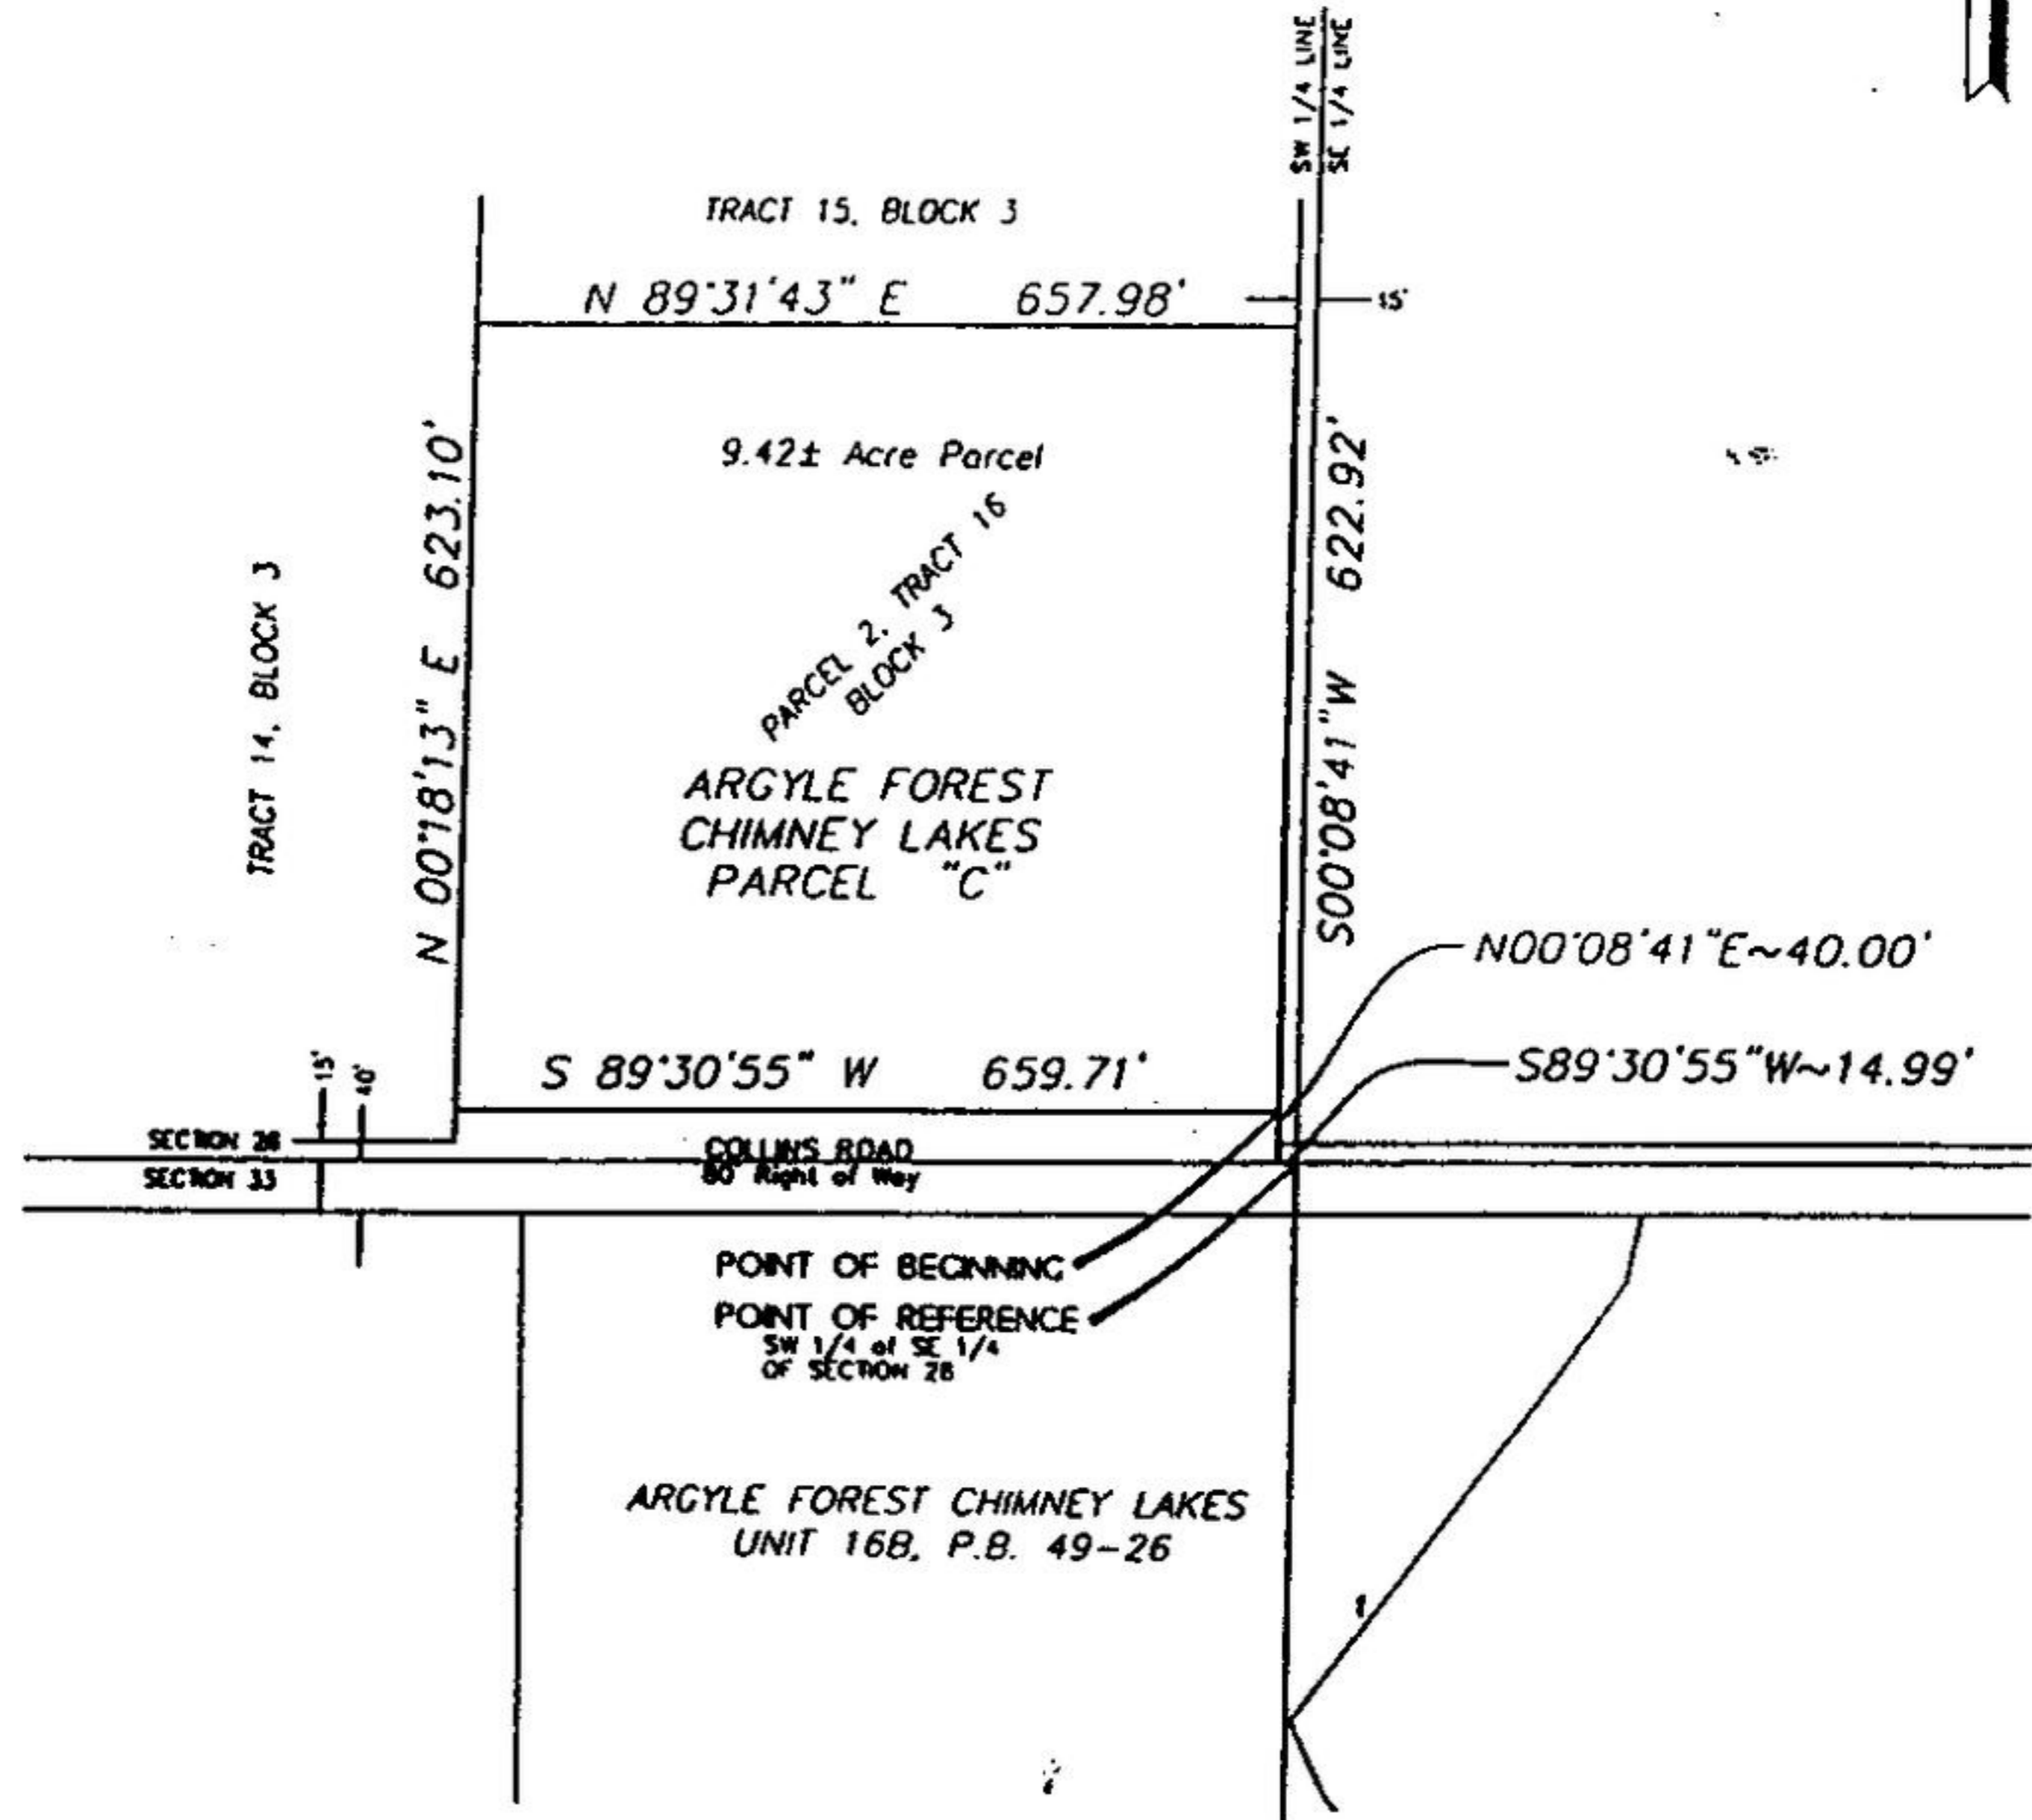 SW 1/4 LINE
SE 1/4 LINE
TRACT 15, BLOCK 3
N 89°31'43" E 657.98'
15'
9.42± Acre Parcel
N 00°18'13" E 623.10'
S00°08'41"W 622.92'
PARCEL 2, TRACT 16
BLOCK 3
TRACT 14, BLOCK 3
ARGYLE FOREST
CHIMNEY LAKES
PARCEL "C"
N00°08'41"E~40.00'
S89°30'55"W~14.99'
S 89°30'55" W 659.71'
15'
40'
SECTION 28
SECTION 33
COLLINS ROAD
80' Right of Way
POINT OF BEGINNING
POINT OF REFERENCE
SW 1/4 of SE 1/4
OF SECTION 28
ARGYLE FOREST CHIMNEY LAKES
UNIT 16B, P.B. 49-26